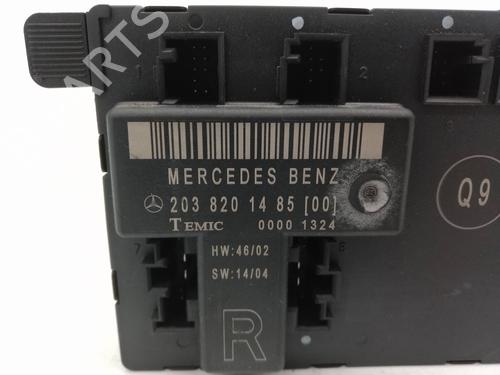 PARTS
1
2
MERCEDES BENZ
203 820 14 85 [00]
TEMIC 0000 1324
7
8
HW:46/02
SW:14/04
Q9
R